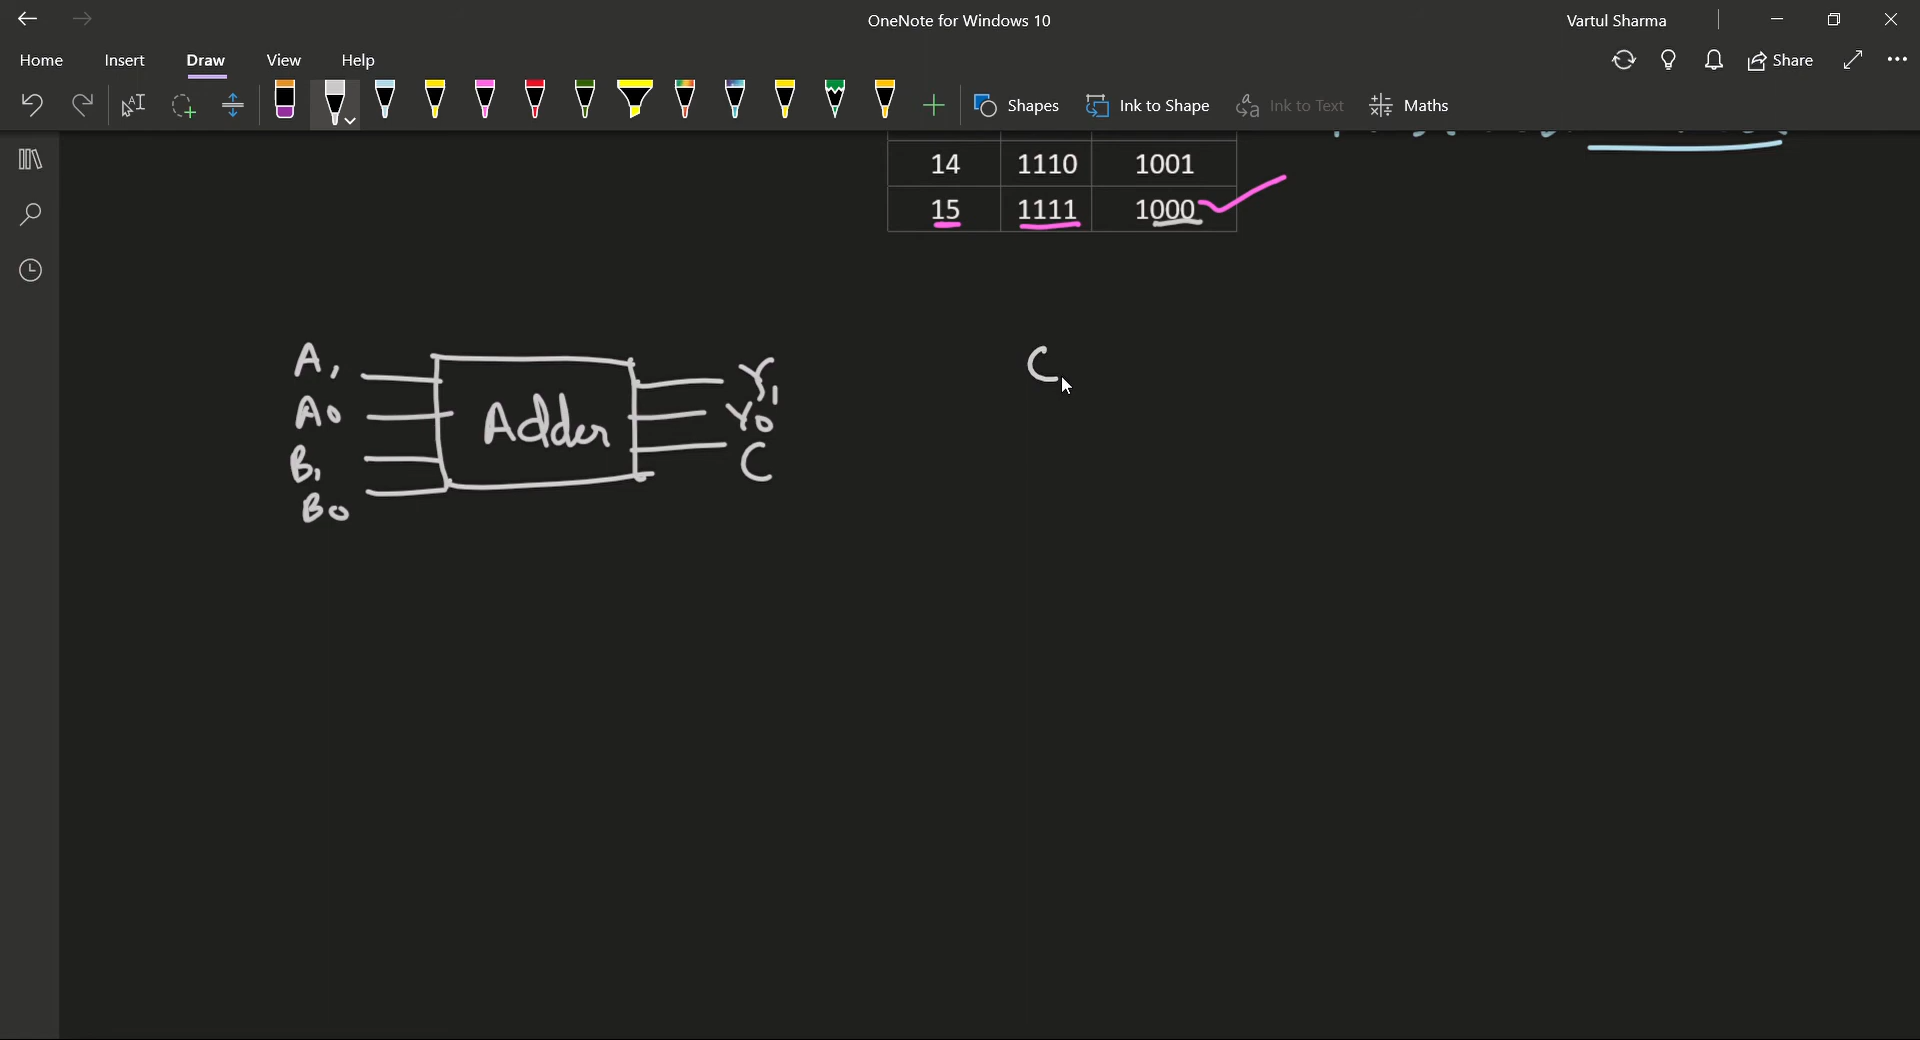 OneNote for Windows 10
Vartul Sharma
Home Insert Draw View Help
Share
Shapes Ink to Shape Ink to Text Maths
14 1110 1001
15 1111 1000
A1
A0
B1
B0
Adder
Y1
Y0
C
C